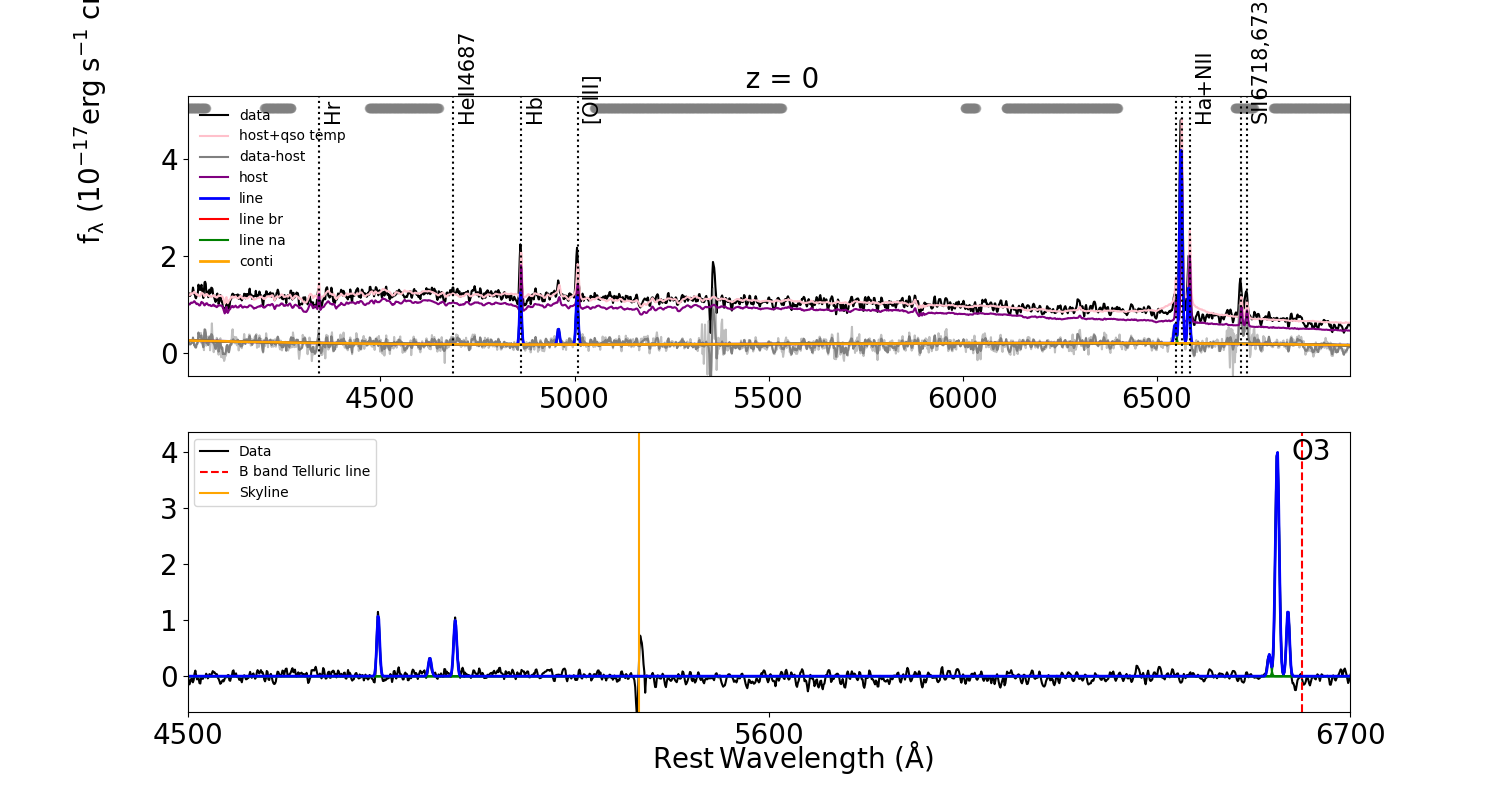 z = 0
f_λ (10⁻¹⁷erg s⁻¹ c
Hr
HeII4687
Hb
[OIII]
Ha+NII
SII6718,673
data
host+qso temp
data-host
host
line
line br
line na
conti
4
2
0
4500
5000
5500
6000
6500
Data
B band Telluric line
Skyline
O3
4
3
2
1
0
4500
5600
6700
Rest Wavelength (Å)